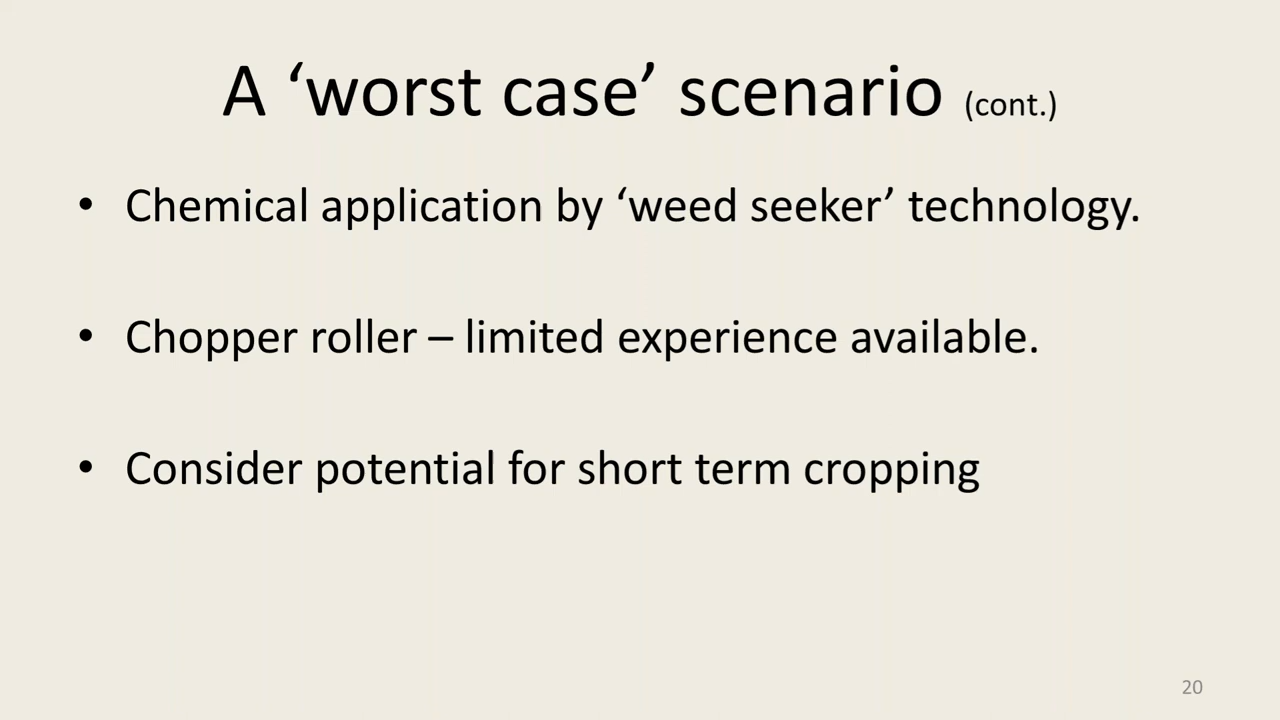 A ‘worst case’ scenario (cont.)
• Chemical application by ‘weed seeker’ technology.
• Chopper roller – limited experience available.
• Consider potential for short term cropping
20